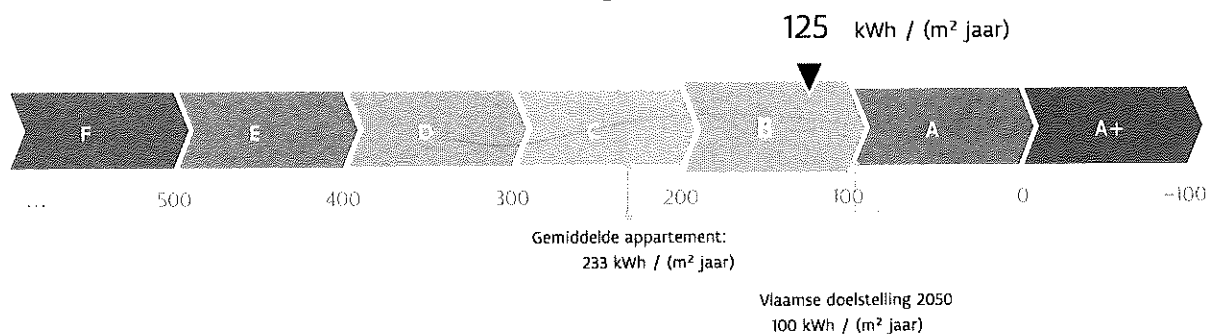 125 kWh / (m² jaar)
F E D C B A A+
... 500 400 300 200 100 0 -100
Gemiddelde appartement:
233 kWh / (m² jaar)
Vlaamse doelstelling 2050
100 kWh / (m² jaar)